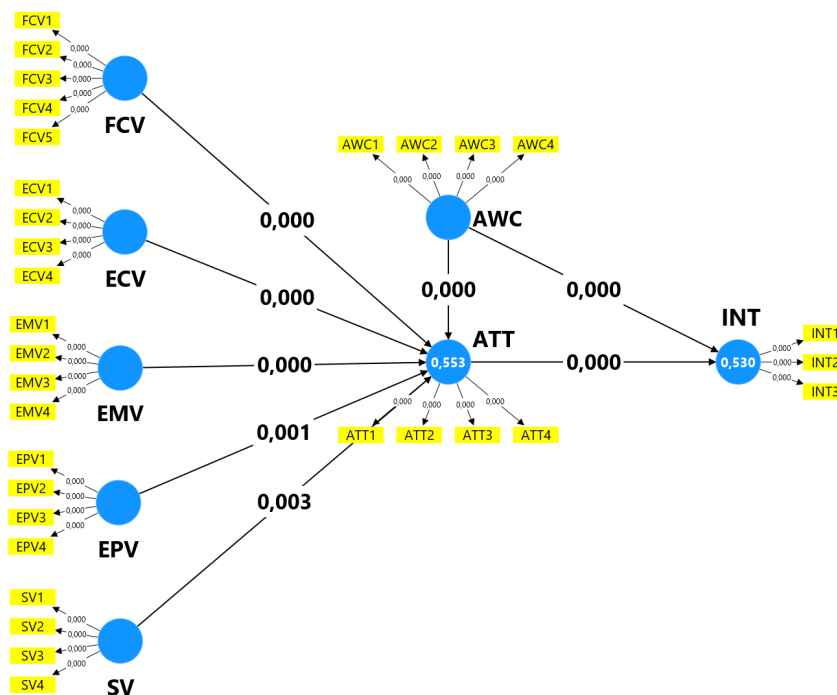 FCV1
0,000
FCV2
0,000
FCV3
0,000
FCV4
0,000
FCV5
0,000
FCV
ECV1
0,000
ECV2
0,000
ECV3
0,000
ECV4
0,000
ECV
EMV1
0,000
EMV2
0,000
EMV3
0,000
EMV4
0,000
EMV
EPV1
0,000
EPV2
0,000
EPV3
0,000
EPV4
0,000
EPV
SV1
0,000
SV2
0,000
SV3
0,000
SV4
0,000
SV
0,000
0,000
0,000
0,001
0,003
AWC1 AWC2 AWC3 AWC4
0,000 0,000 0,000 0,000
AWC
0,000
0,000
ATT
0,553
0,000
0,000 0,000 0,000 0,000
ATT1 ATT2 ATT3 ATT4
INT
0,530
0,000
INT1
0,000
INT2
0,000
INT3